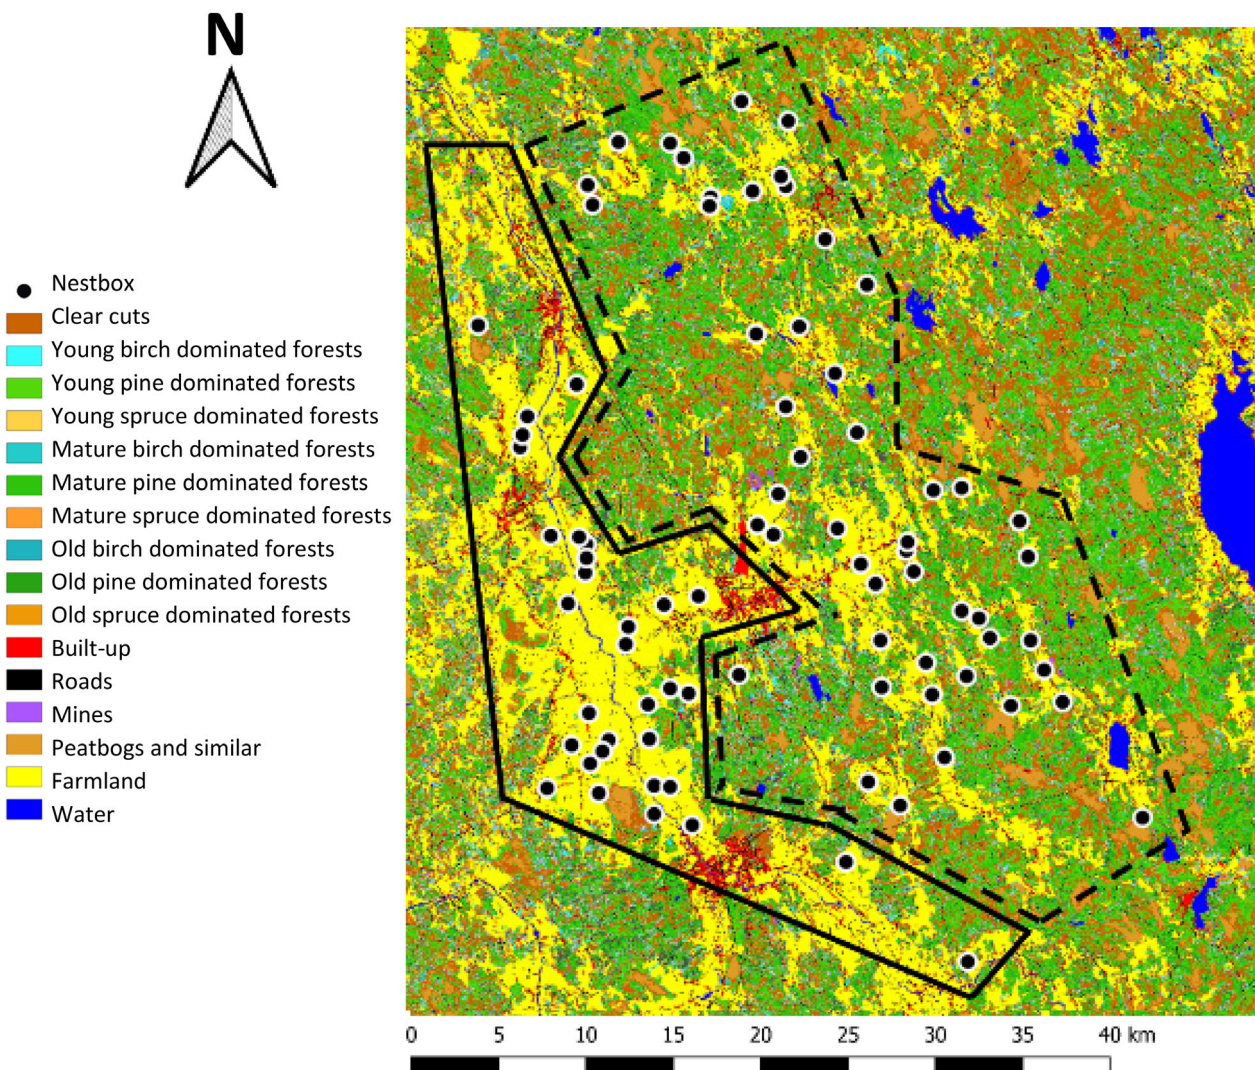 N
Nestbox
Clear cuts
Young birch dominated forests
Young pine dominated forests
Young spruce dominated forests
Mature birch dominated forests
Mature pine dominated forests
Mature spruce dominated forests
Old birch dominated forests
Old pine dominated forests
Old spruce dominated forests
Built-up
Roads
Mines
Peatbogs and similar
Farmland
Water
0 5 10 15 20 25 30 35 40 km